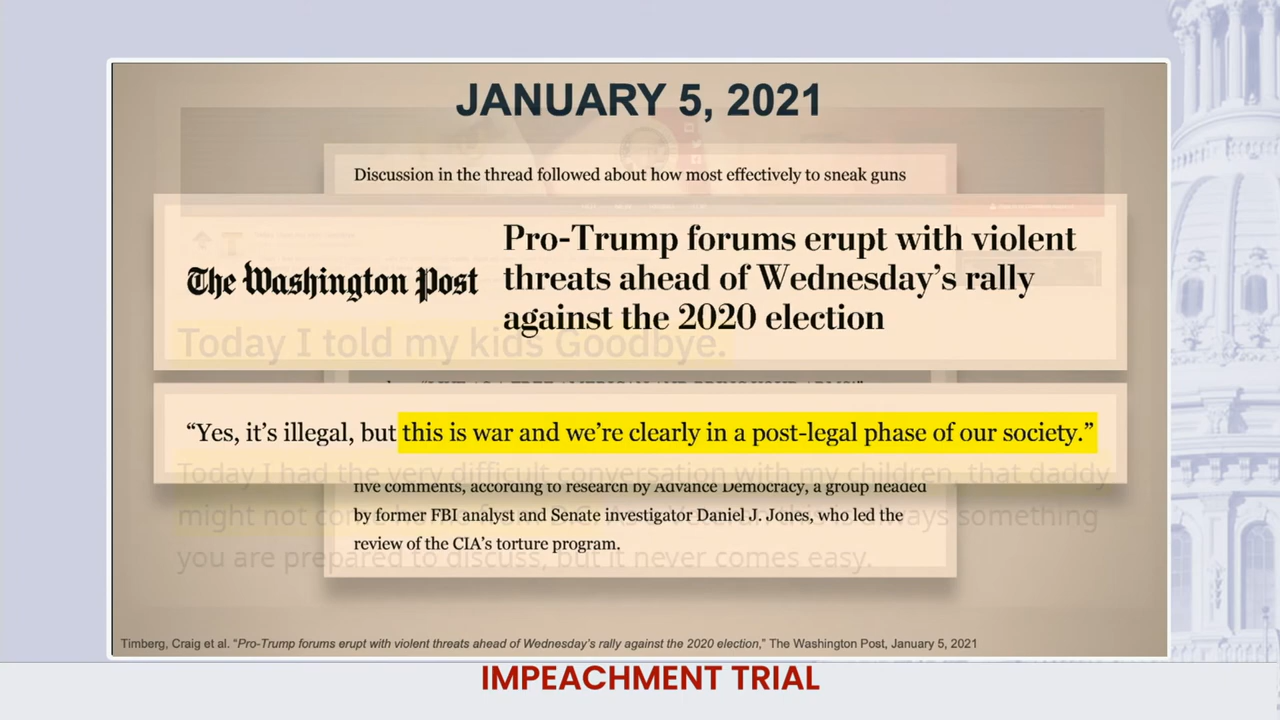 JANUARY 5, 2021
Discussion in the thread followed about how most effectively to sneak guns
The Washington Post
Pro-Trump forums erupt with violent
threats ahead of Wednesday’s rally
against the 2020 election
Today I told my kids Goodbye.
“Yes, it’s illegal, but this is war and we’re clearly in a post-legal phase of our society.”
Today I had the very difficult conversation with my children, that daddy
five comments, according to research by Advance Democracy, a group headed
might not
by former FBI analyst and Senate investigator Daniel J. Jones, who led the
something
review of the CIA’s torture program.
you are prepared to discuss, but it never comes easy.
Timberg, Craig et al. “Pro-Trump forums erupt with violent threats ahead of Wednesday’s rally against the 2020 election,” The Washington Post, January 5, 2021
IMPEACHMENT TRIAL